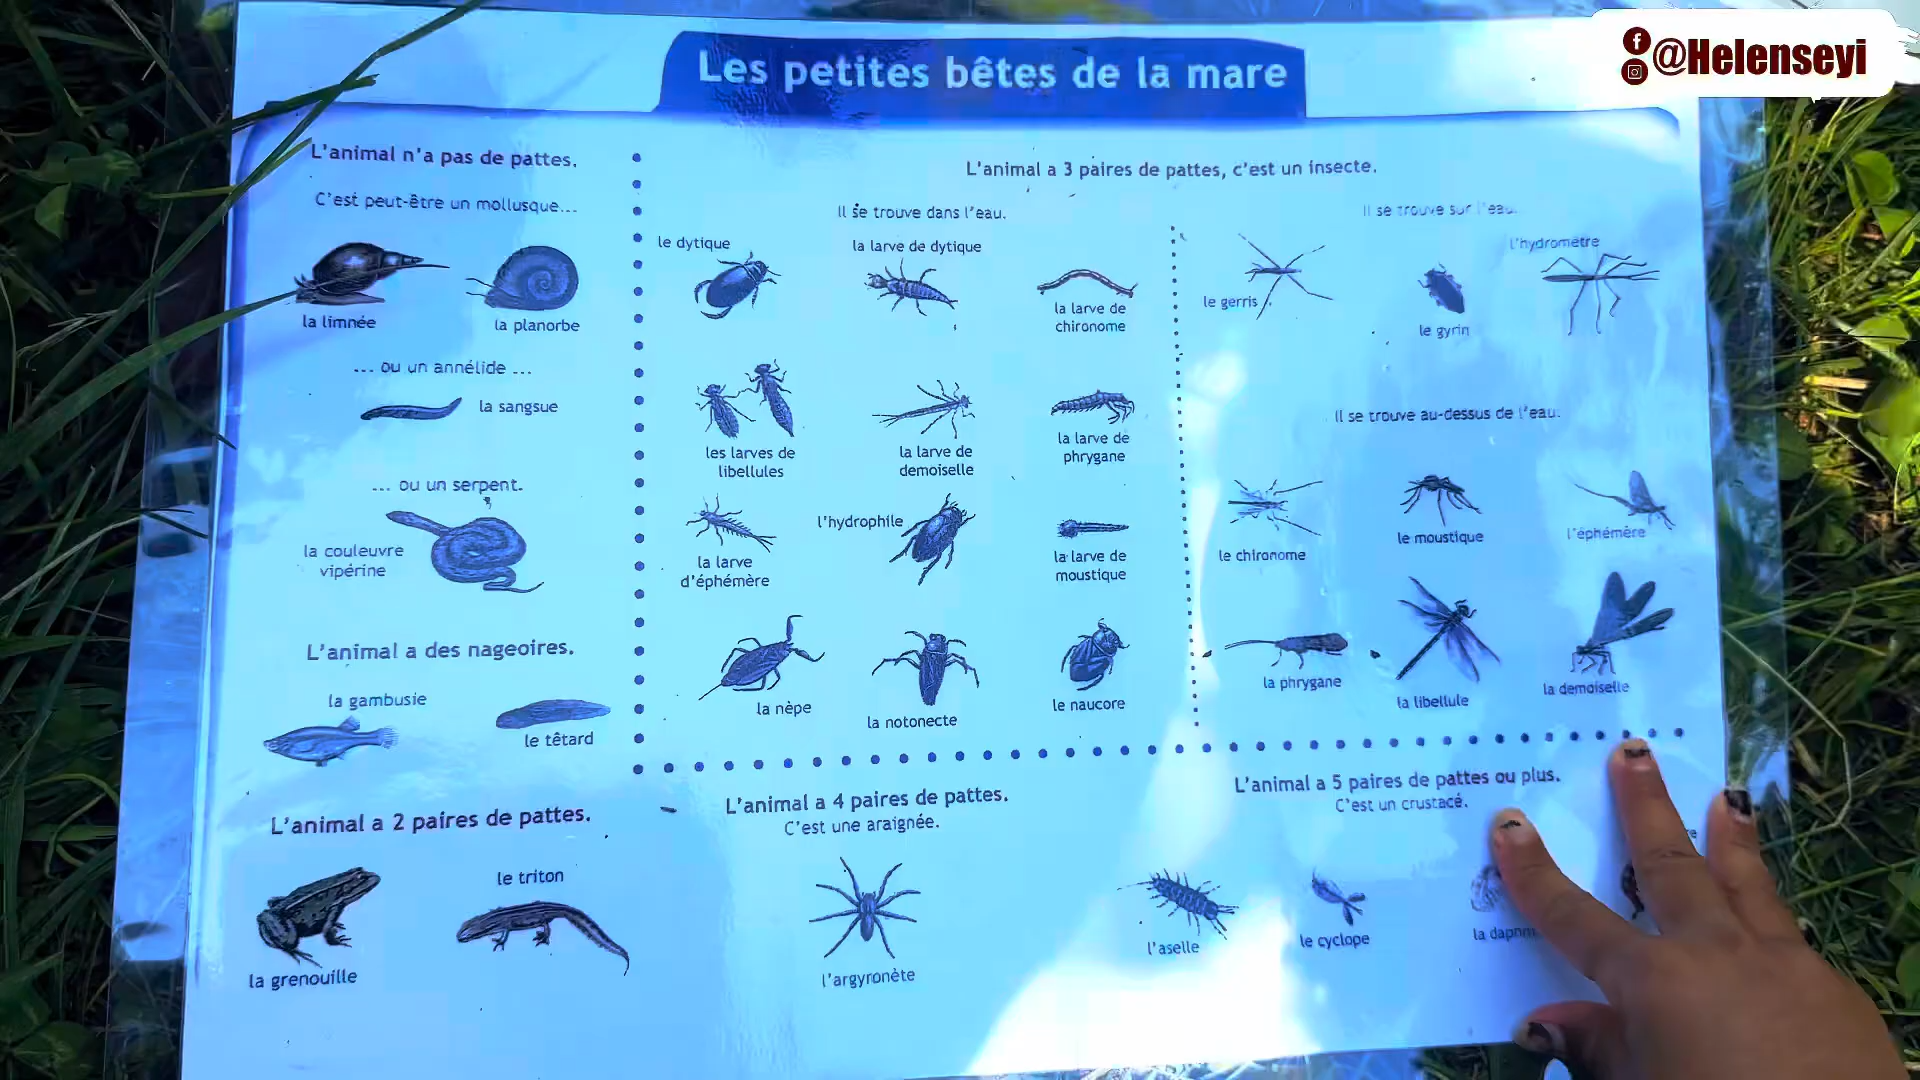 Les petites bêtes de la mare
@Helenseyi
L'animal n'a pas de pattes.
C'est peut-être un mollusque...
la limnée
la planorbe
... ou un annélide ...
la sangsue
... ou un serpent.
la couleuvre
vipérine
L'animal a des nageoires.
la gambusie
le têtard
L'animal a 2 paires de pattes.
la grenouille
le triton
L'animal a 3 paires de pattes, c'est un insecte.
Il se trouve dans l'eau.
le dytique
la larve de dytique
la larve de
chironome
les larves de
libellules
la larve de
demoiselle
la larve de
phrygane
la larve
d'éphémère
l'hydrophile
la larve de
moustique
la nèpe
la notonecte
le naucore
Il se trouve sur l'eau.
le gerris
le gyrin
l'hydromètre
Il se trouve au-dessus de l'eau.
le chironome
le moustique
l'éphémère
la phrygane
la libellule
la demoiselle
L'animal a 4 paires de pattes.
C'est une araignée.
l'argyronète
L'animal a 5 paires de pattes ou plus.
C'est un crustacé.
l'aselle
le cyclope
la